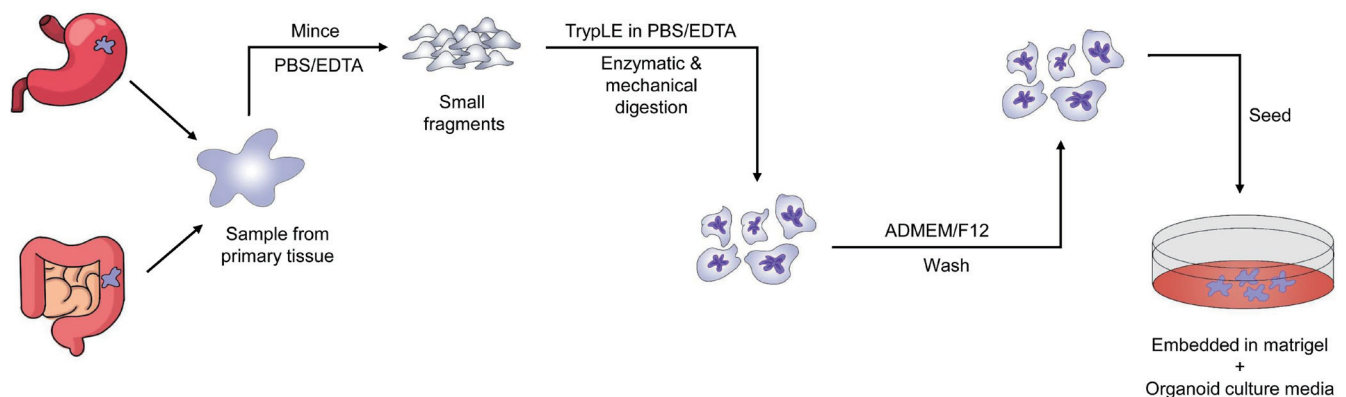 Mince
PBS/EDTA
Small
fragments
TrypLE in PBS/EDTA
Enzymatic &
mechanical
digestion
Sample from
primary tissue
ADMEM/F12
Wash
Seed
Embedded in matrigel
+
Organoid culture media